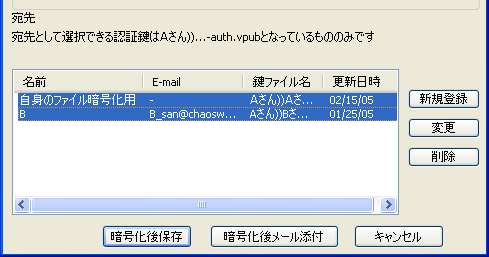 宛先
宛先として選択できる認証鍵はAさん))...-auth.vpubとなっているもののみです
名前 E-mail 鍵ファイル名 更新日時
自身のファイル暗号化用 - Aさん))Aさ... 02/15/05
B B_san@chaosw... Aさん))Bさ... 01/25/05
新規登録
変更
削除
暗号化後保存 暗号化後メール添付 キャンセル